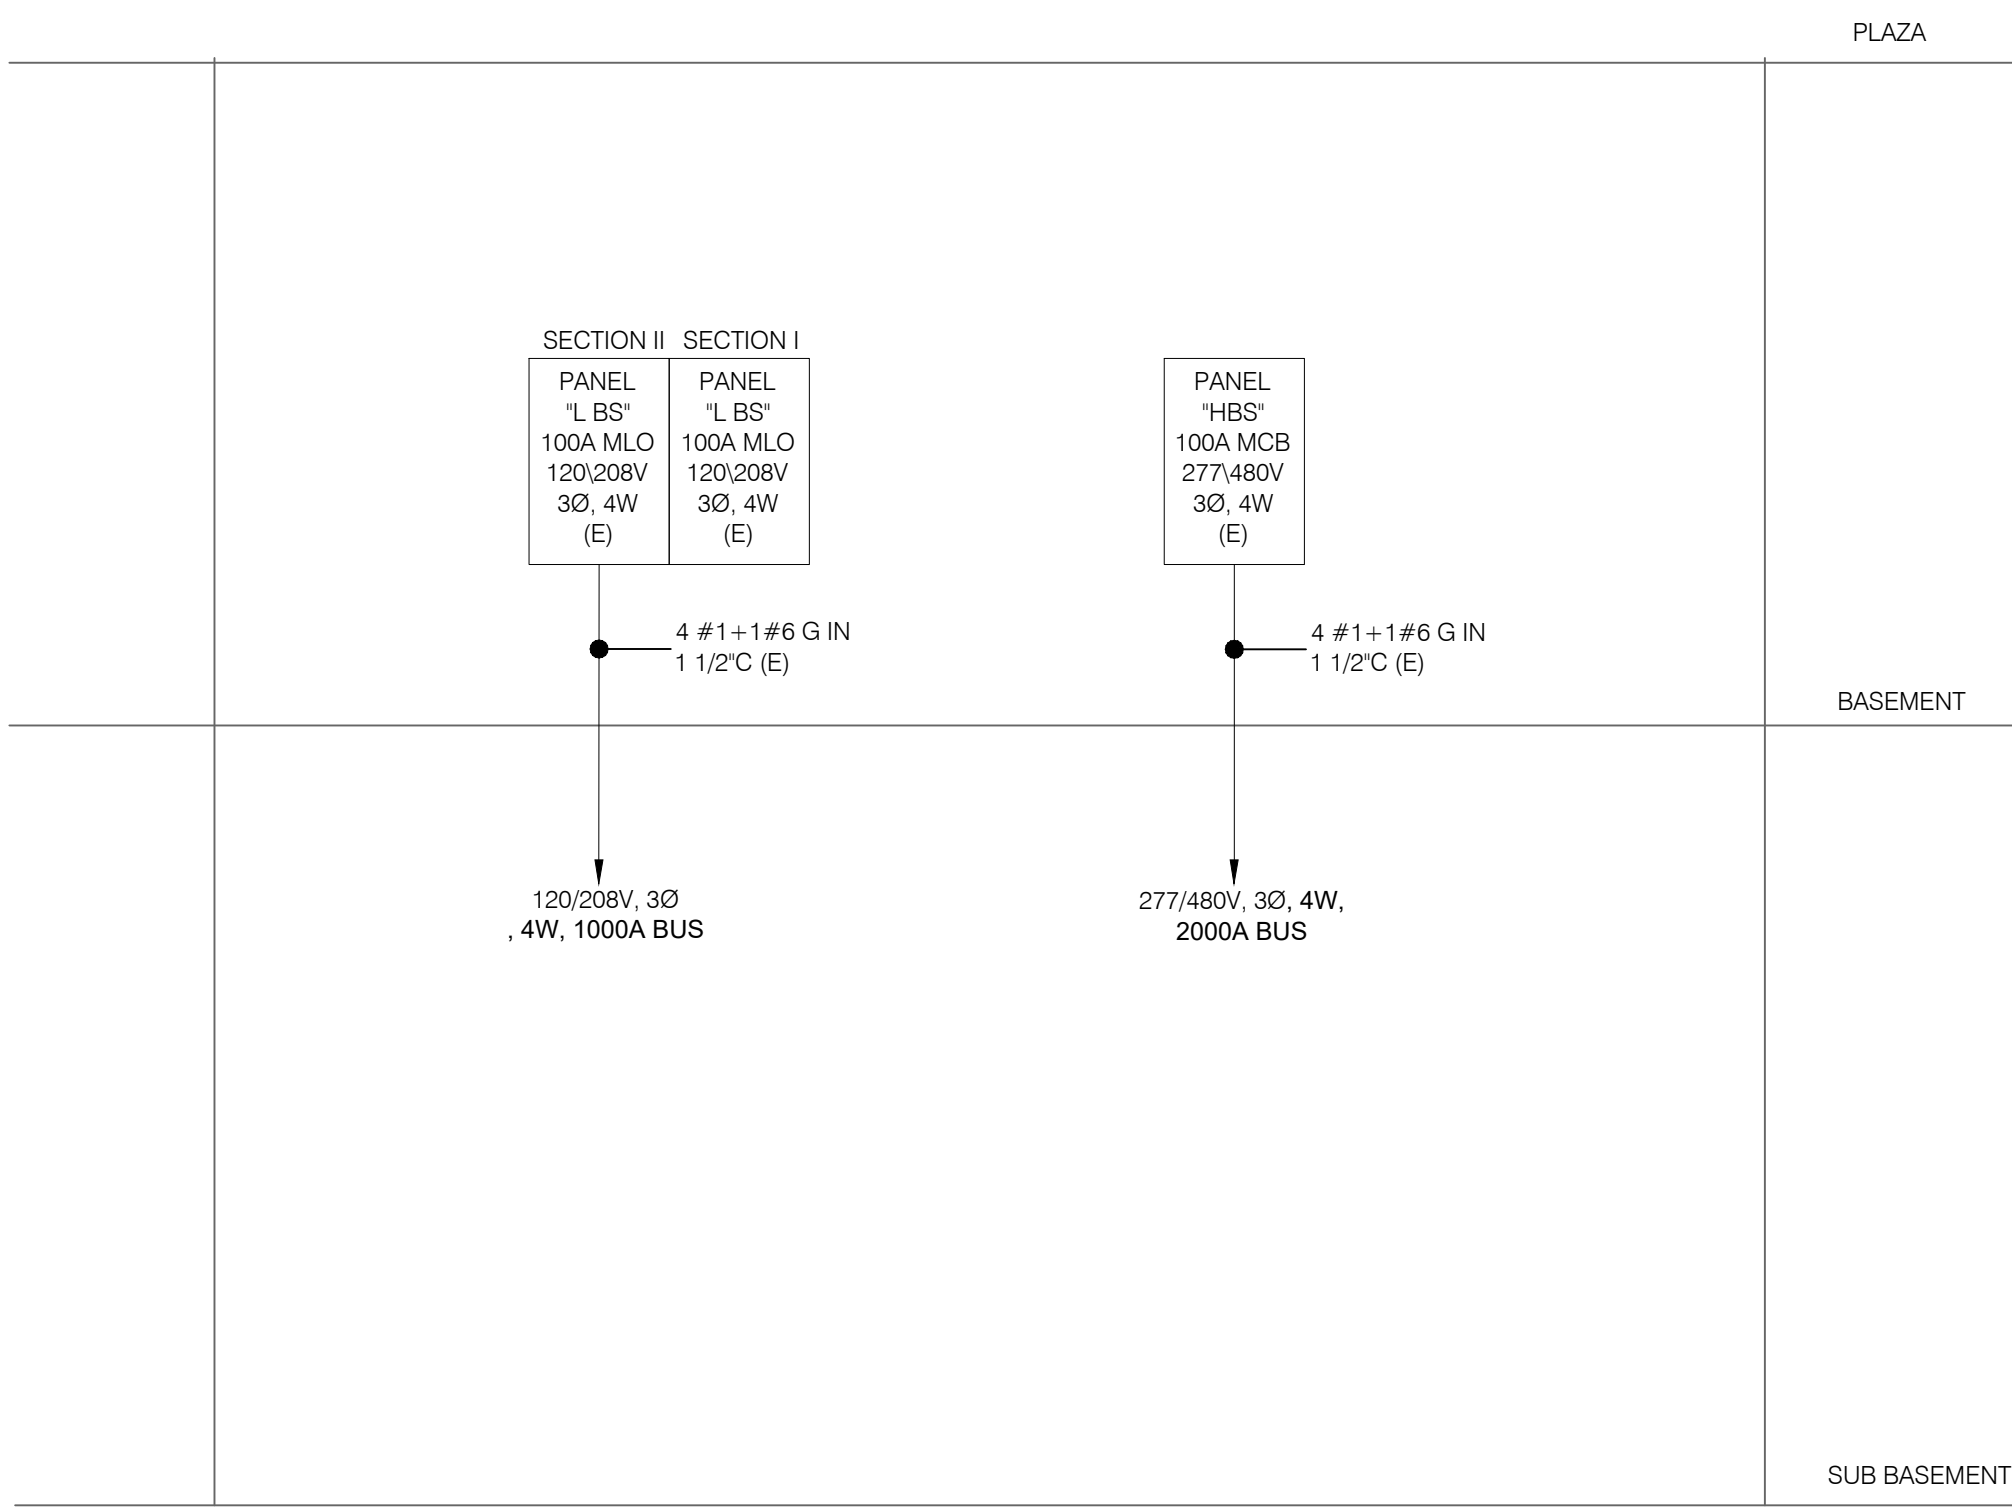 PLAZA
SECTION II
PANEL
"L BS"
100A MLO
120\208V
3Ø, 4W
(E)
SECTION I
PANEL
"L BS"
100A MLO
120\208V
3Ø, 4W
(E)
PANEL
"HBS"
100A MCB
277\480V
3Ø, 4W
(E)
4 #1+1#6 G IN
1 1/2"C (E)
4 #1+1#6 G IN
1 1/2"C (E)
BASEMENT
120/208V, 3Ø
, 4W, 1000A BUS
277/480V, 3Ø, 4W,
2000A BUS
SUB BASEMENT